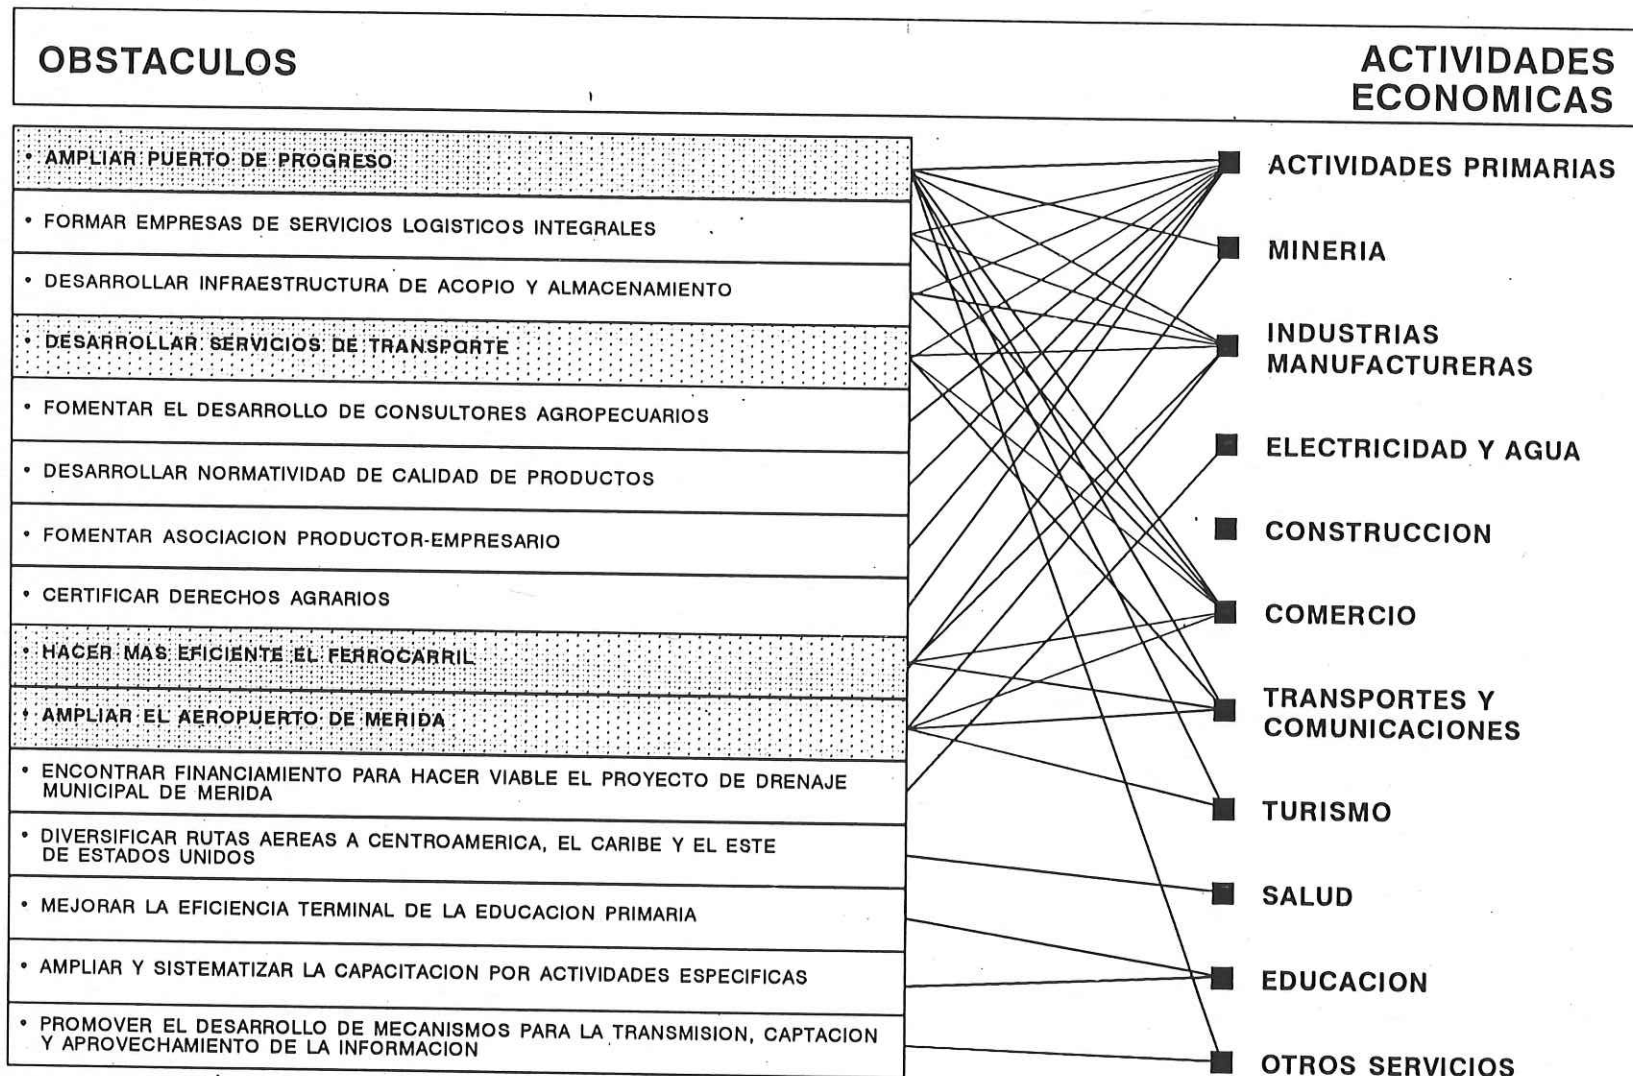 OBSTACULOS
ACTIVIDADES
ECONOMICAS
• AMPLIAR PUERTO DE PROGRESO
• FORMAR EMPRESAS DE SERVICIOS LOGISTICOS INTEGRALES
• DESARROLLAR INFRAESTRUCTURA DE ACOPIO Y ALMACENAMIENTO
• DESARROLLAR SERVICIOS DE TRANSPORTE
• FOMENTAR EL DESARROLLO DE CONSULTORES AGROPECUARIOS
• DESARROLLAR NORMATIVIDAD DE CALIDAD DE PRODUCTOS
• FOMENTAR ASOCIACION PRODUCTOR-EMPRESARIO
• CERTIFICAR DERECHOS AGRARIOS
• HACER MAS EFICIENTE EL FERROCARRIL
• AMPLIAR EL AEROPUERTO DE MERIDA
• ENCONTRAR FINANCIAMIENTO PARA HACER VIABLE EL PROYECTO DE DRENAJE
MUNICIPAL DE MERIDA
• DIVERSIFICAR RUTAS AEREAS A CENTROAMERICA, EL CARIBE Y EL ESTE
DE ESTADOS UNIDOS
• MEJORAR LA EFICIENCIA TERMINAL DE LA EDUCACION PRIMARIA
• AMPLIAR Y SISTEMATIZAR LA CAPACITACION POR ACTIVIDADES ESPECIFICAS
• PROMOVER EL DESARROLLO DE MECANISMOS PARA LA TRANSMISION, CAPTACION
Y APROVECHAMIENTO DE LA INFORMACION
ACTIVIDADES PRIMARIAS
MINERIA
INDUSTRIAS
MANUFACTURERAS
ELECTRICIDAD Y AGUA
CONSTRUCCION
COMERCIO
TRANSPORTES Y
COMUNICACIONES
TURISMO
SALUD
EDUCACION
OTROS SERVICIOS